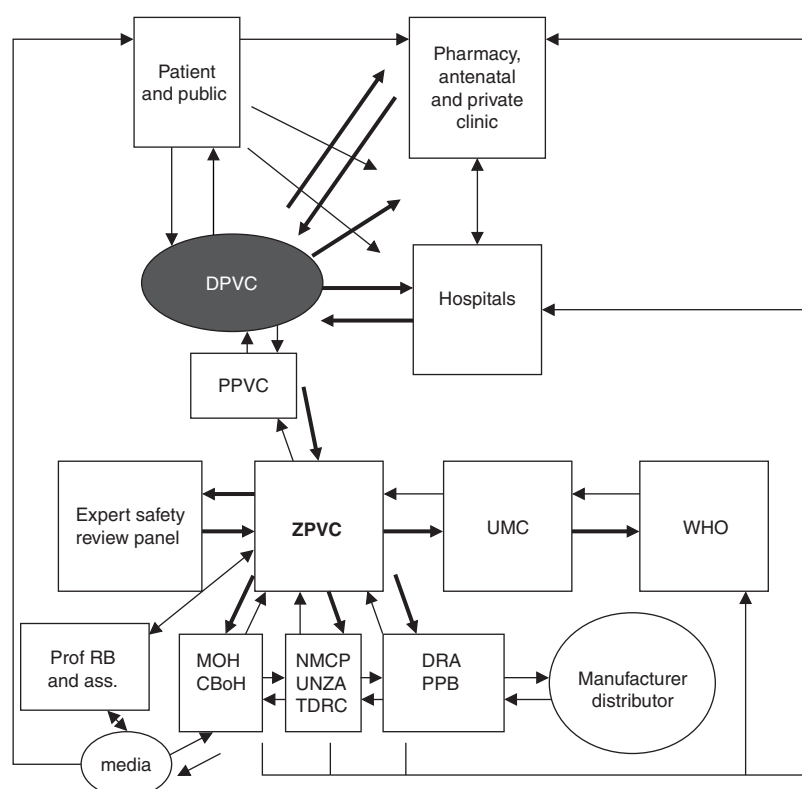 Patient
and public
Pharmacy,
antenatal
and private
clinic
DPVC
Hospitals
PPVC
Expert safety
review panel
ZPVC
UMC
WHO
Prof RB
and ass.
MOH
CBoH
NMCP
UNZA
TDRC
DRA
PPB
Manufacturer
distributor
media